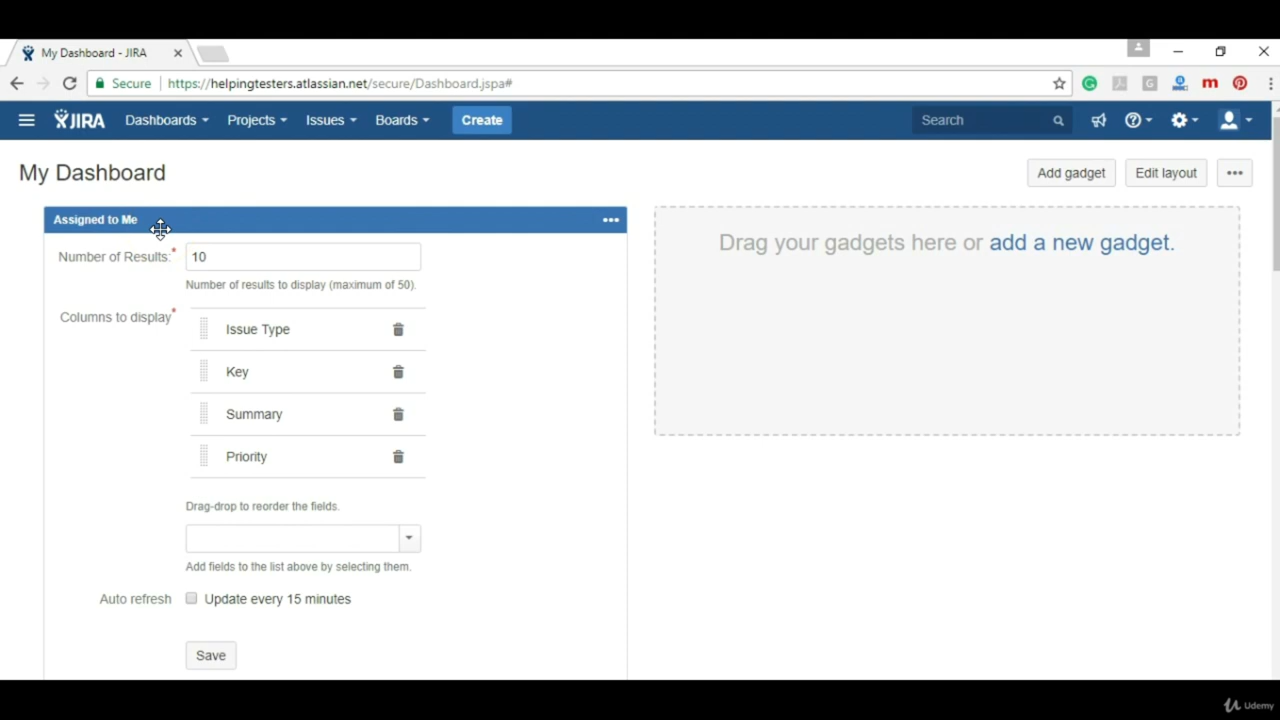 My Dashboard - JIRA
Secure https://helpingtesters.atlassian.net/secure/Dashboard.jspa#
JIRA Dashboards Projects Issues Boards Create Search
My Dashboard
Add gadget Edit layout
Assigned to Me
Number of Results:* 10
Number of results to display (maximum of 50).
Columns to display*
Issue Type
Key
Summary
Priority
Drag-drop to reorder the fields.
Add fields to the list above by selecting them.
Auto refresh Update every 15 minutes
Save
Drag your gadgets here or add a new gadget.
Udemy